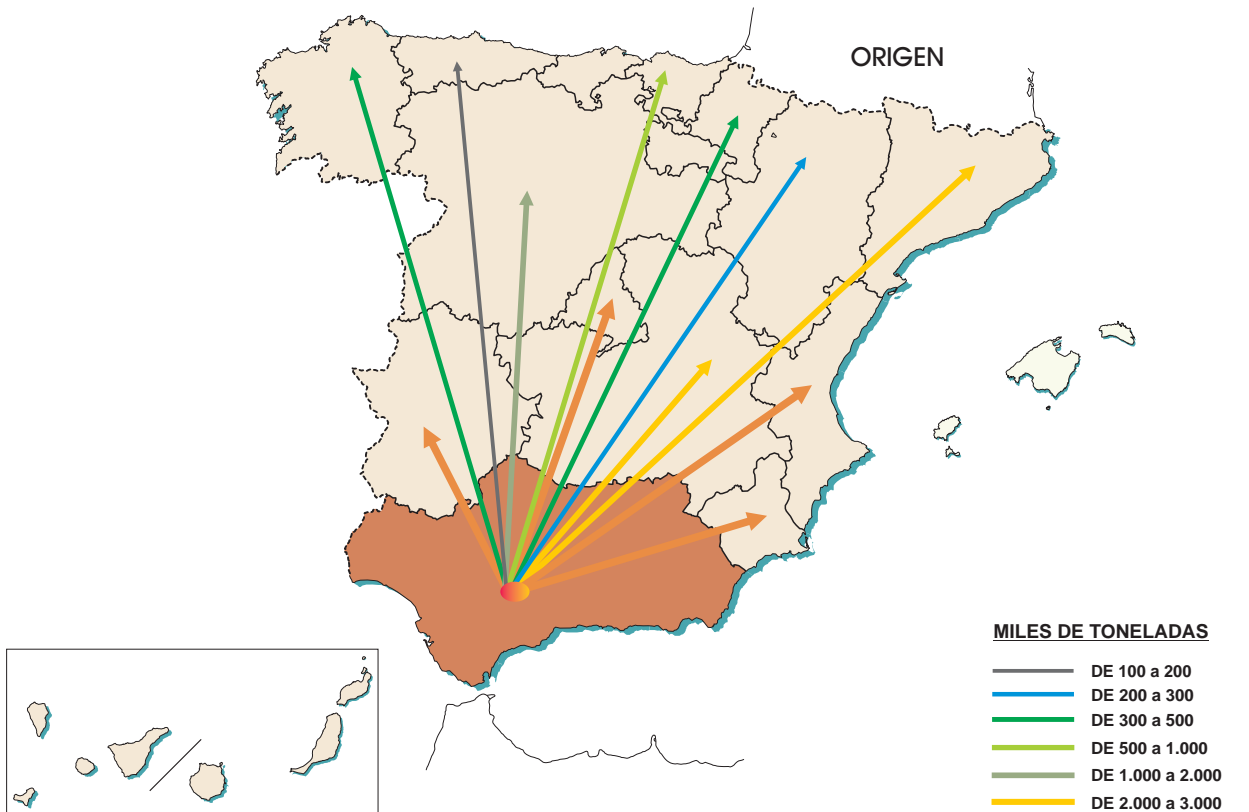 ORIGEN
MILES DE TONELADAS
DE 100 a 200
DE 200 a 300
DE 300 a 500
DE 500 a 1.000
DE 1.000 a 2.000
DE 2.000 a 3.000